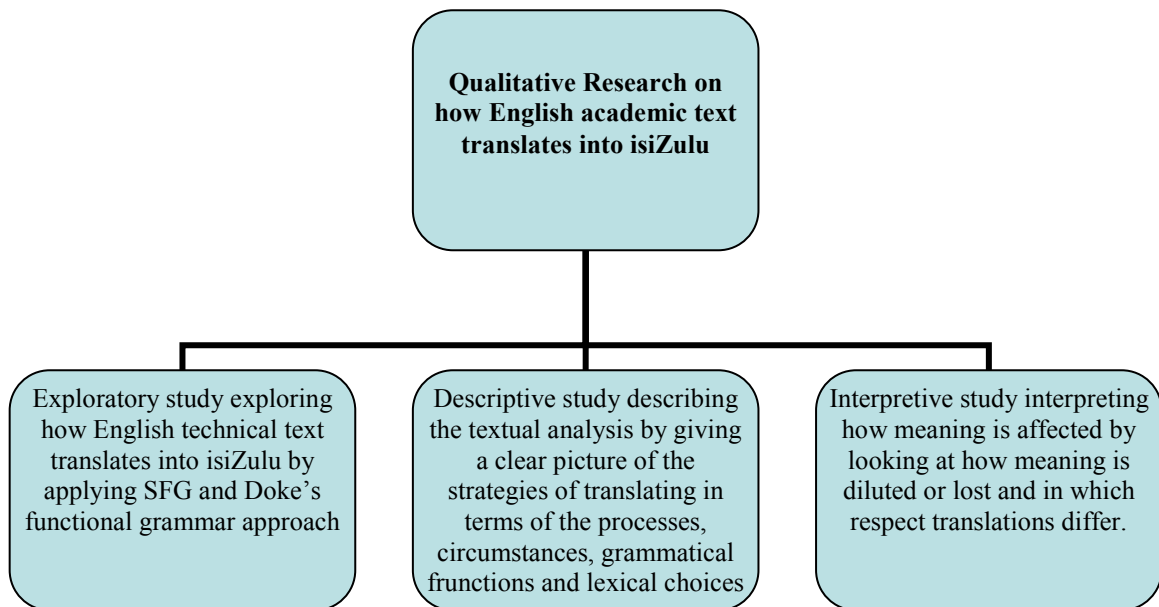 Qualitative Research on
how English academic text
translates into isiZulu
Exploratory study exploring
how English technical text
translates into isiZulu by
applying SFG and Doke’s
functional grammar approach
Descriptive study describing
the textual analysis by giving
a clear picture of the
strategies of translating in
terms of the processes,
circumstances, grammatical
frunctions and lexical choices
Interpretive study interpreting
how meaning is affected by
looking at how meaning is
diluted or lost and in which
respect translations differ.